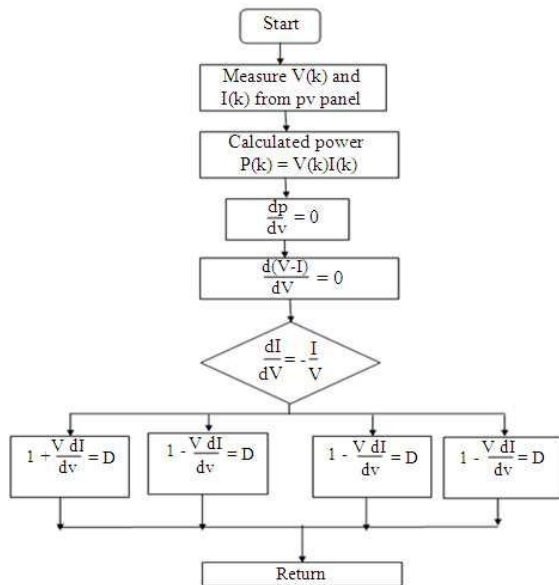 Start
Measure V(k) and
I(k) from pv panel
Calculated power
P(k) = V(k)I(k)
dp/dv = 0
d(V-I)/dV = 0
dI/dV = - I/V
1 + V dI/dv = D
1 - V dI/dv = D
1 - V dI/dv = D
1 - V dI/dv = D
Return